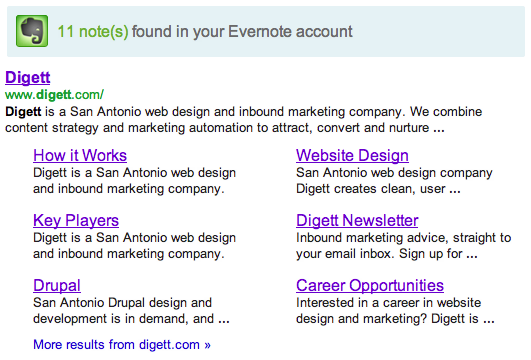 11 note(s) found in your Evernote account
Digett
www.digett.com/
Digett is a San Antonio web design and inbound marketing company. We combine
content strategy and marketing automation to attract, convert and nurture ...
How it Works
Digett is a San Antonio web design
and inbound marketing company.
Website Design
San Antonio web design company
Digett creates clean, user ...
Key Players
Digett is a San Antonio web design
and inbound marketing company.
Digett Newsletter
Inbound marketing advice, straight to
your email inbox. Sign up for ...
Drupal
San Antonio Drupal design and
development is in demand, and ...
Career Opportunities
Interested in a career in website
design and marketing? Digett is ...
More results from digett.com »